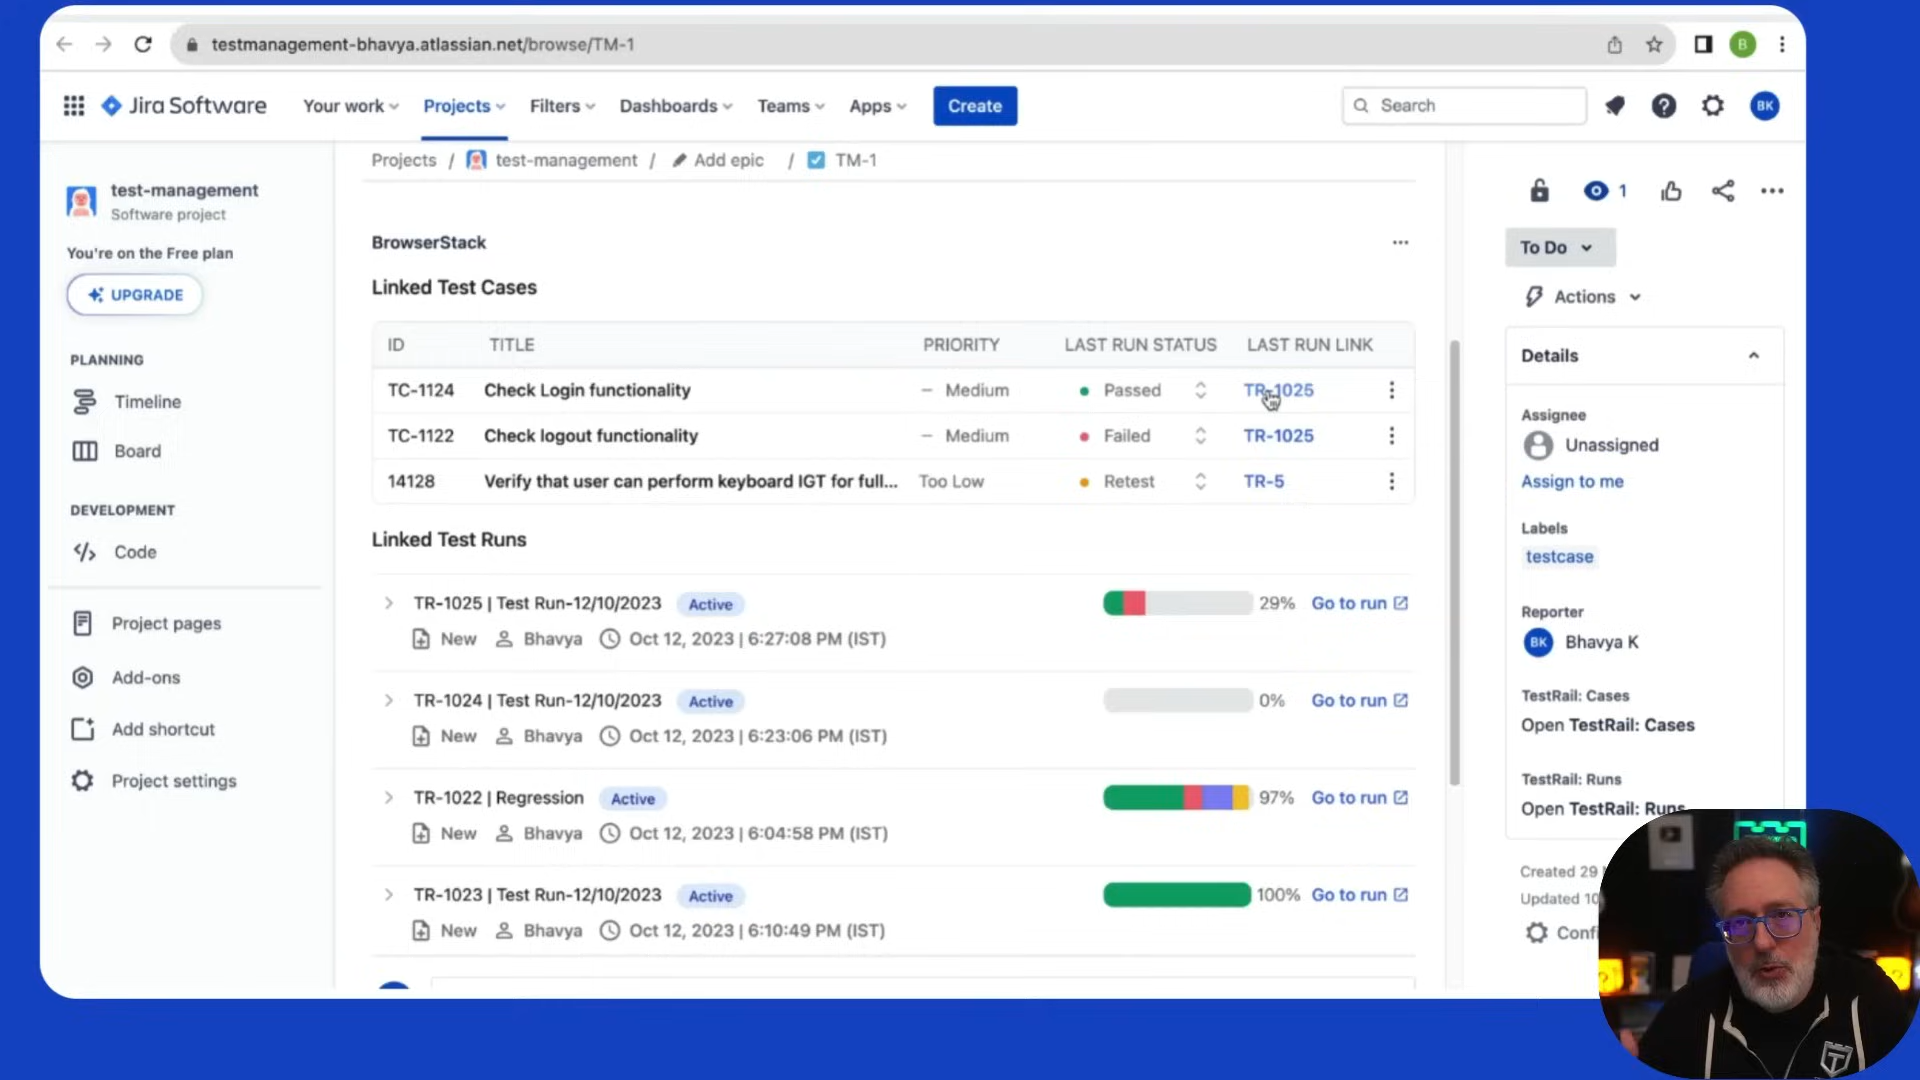 testmanagement-bhavya.atlassian.net/browse/TM-1
B
Jira Software
Your work
Projects
Filters
Dashboards
Teams
Apps
Create
Search
BK
test-management
Software project
You're on the Free plan
UPGRADE
PLANNING
Timeline
Board
DEVELOPMENT
Code
Project pages
Add-ons
Add shortcut
Project settings
Projects / test-management / Add epic / TM-1
BrowserStack
Linked Test Cases
ID TITLE PRIORITY LAST RUN STATUS LAST RUN LINK
TC-1124 Check Login functionality Medium Passed TR-1025
TC-1122 Check logout functionality Medium Failed TR-1025
14128 Verify that user can perform keyboard IGT for full... Too Low Retest TR-5
Linked Test Runs
TR-1025 | Test Run-12/10/2023 Active 29% Go to run
New Bhavya Oct 12, 2023 | 6:27:08 PM (IST)
TR-1024 | Test Run-12/10/2023 Active 0% Go to run
New Bhavya Oct 12, 2023 | 6:23:06 PM (IST)
TR-1022 | Regression Active 97% Go to run
New Bhavya Oct 12, 2023 | 6:04:58 PM (IST)
TR-1023 | Test Run-12/10/2023 Active 100% Go to run
New Bhavya Oct 12, 2023 | 6:10:49 PM (IST)
1
To Do
Actions
Details
Assignee
Unassigned
Assign to me
Labels
testcase
Reporter
BK Bhavya K
TestRail: Cases
Open TestRail: Cases
TestRail: Runs
Open TestRail: Runs
Created 29
Updated 10
Confi